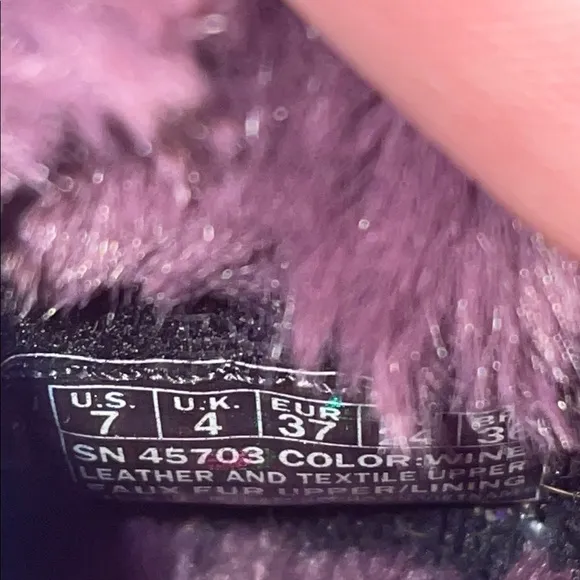 U.S. U.K. EUR
7 4 37
SN 45703 COLOR:WINE
LEATHER AND TEXTILE UPPER
FAUX FUR UPPER/LINING